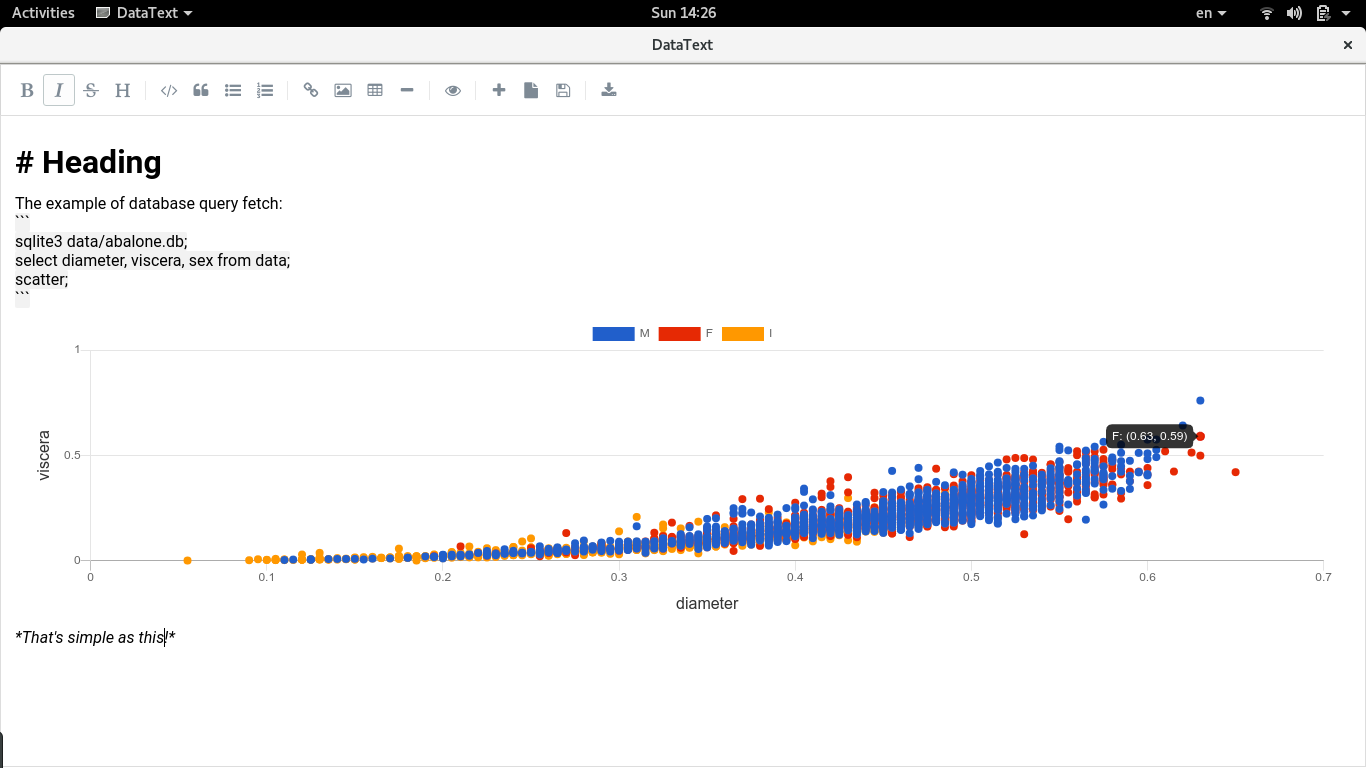 Activities DataText Sun 14:26 en
DataText ×
B I S H
# Heading
The example of database query fetch:
```
sqlite3 data/abalone.db;
select diameter, viscera, sex from data;
scatter;
```
M F I
1
0.5
0
viscera
F: (0.63, 0.59)
0 0.1 0.2 0.3 0.4 0.5 0.6 0.7
diameter
*That's simple as this!*